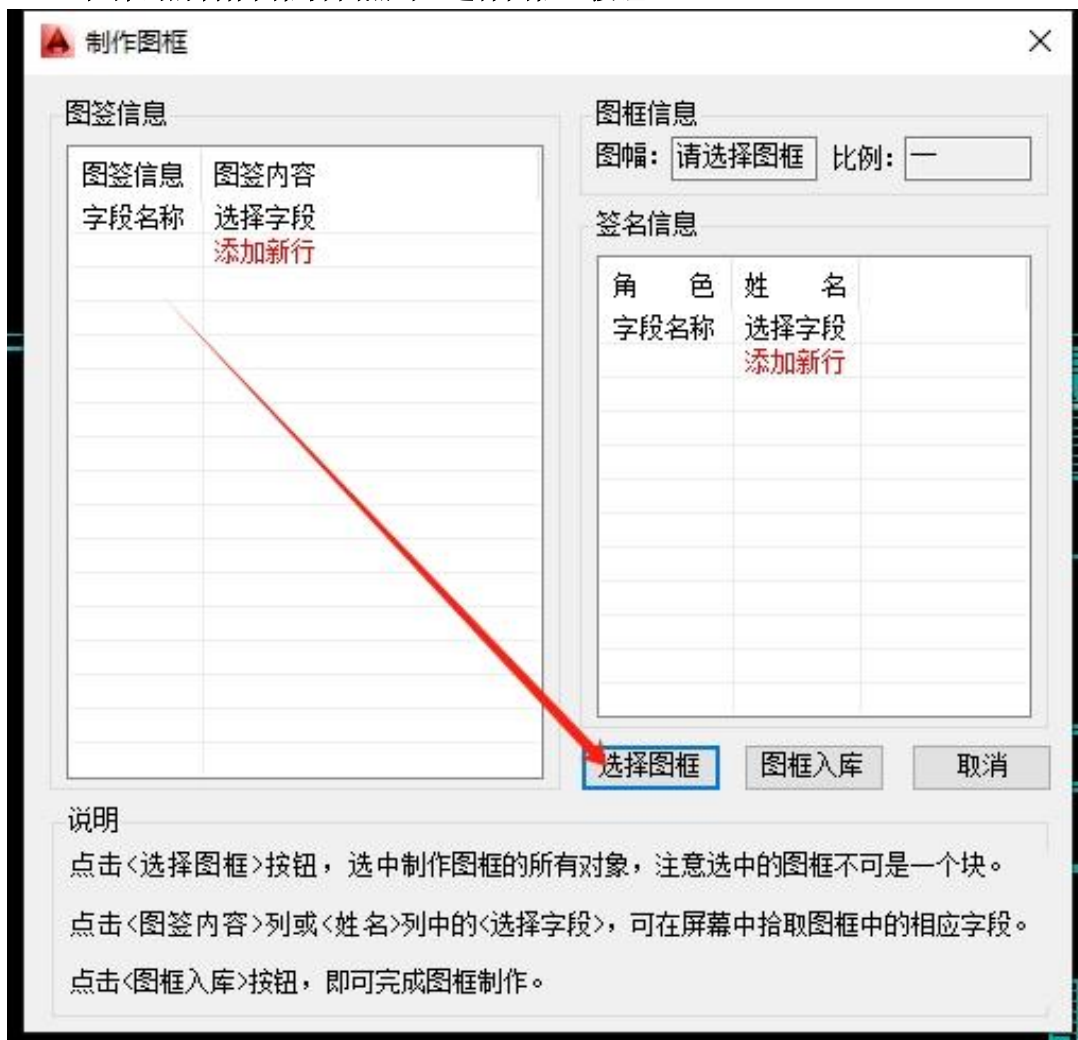 制作图框
图签信息
图签信息 图签内容
字段名称 选择字段
添加新行
图框信息
图幅: 请选择图框 比例: —
签名信息
角 色 姓 名
字段名称 选择字段
添加新行
选择图框 图框入库 取消
说明
点击<选择图框>按钮，选中制作图框的所有对象，注意选中的图框不可是一个块。
点击<图签内容>列或<姓名>列中的<选择字段>，可在屏幕中拾取图框中的相应字段。
点击<图框入库>按钮，即可完成图框制作。